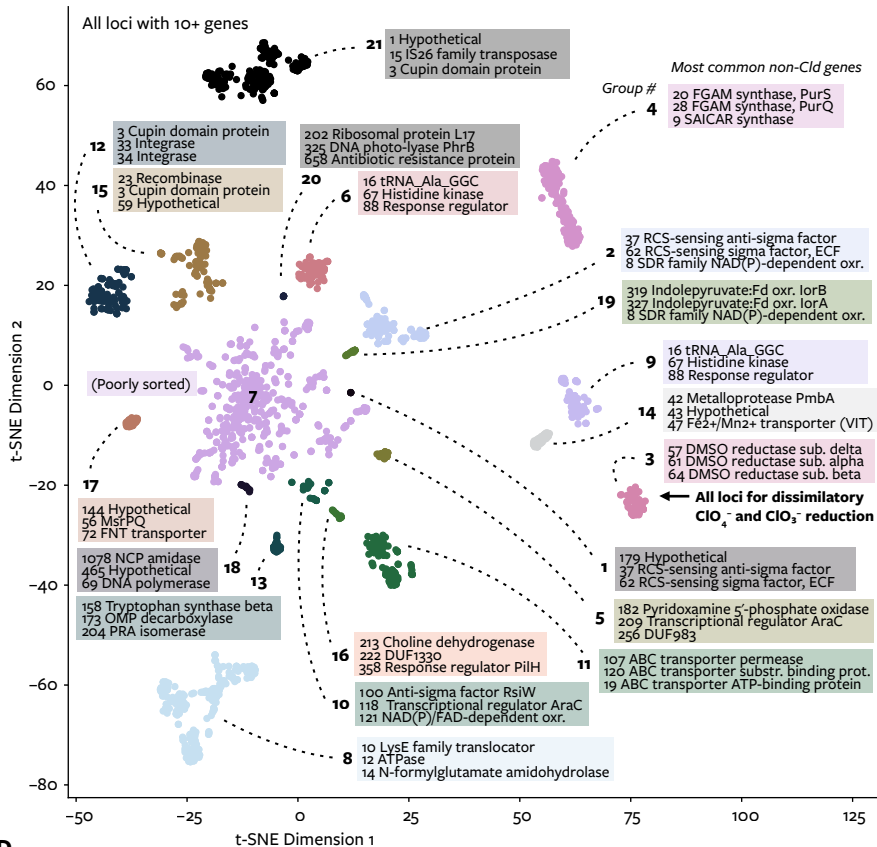 All loci with 10+ genes
21
1 Hypothetical
15 IS26 family transposase
3 Cupin domain protein
Most common non-Cld genes
Group #
4
20 FGAM synthase, PurS
28 FGAM synthase, PurQ
9 SAICAR synthase
12
3 Cupin domain protein
33 Integrase
34 Integrase
15
23 Recombinase
3 Cupin domain protein
59 Hypothetical
202 Ribosomal protein L17
325 DNA photo-lyase PhrB
658 Antibiotic resistance protein
20
6
16 tRNA_Ala_GGC
67 Histidine kinase
88 Response regulator
2
37 RCS-sensing anti-sigma factor
62 RCS-sensing sigma factor, ECF
8 SDR family NAD(P)-dependent oxr.
19
319 Indolepyruvate:Fd oxr. IorB
327 Indolepyruvate:Fd oxr. IorA
8 SDR family NAD(P)-dependent oxr.
9
16 tRNA_Ala_GGC
67 Histidine kinase
88 Response regulator
14
42 Metalloprotease PmbA
43 Hypothetical
47 Fe2+/Mn2+ transporter (VIT)
3
57 DMSO reductase sub. delta
61 DMSO reductase sub. alpha
64 DMSO reductase sub. beta
All loci for dissimilatory
ClO₄⁻ and ClO₃⁻ reduction
(Poorly sorted)
7
17
144 Hypothetical
56 MsrPQ
72 FNT transporter
18
1078 NCP amidase
465 Hypothetical
69 DNA polymerase
13
158 Tryptophan synthase beta
173 OMP decarboxylase
204 PRA isomerase
1
179 Hypothetical
37 RCS-sensing anti-sigma factor
62 RCS-sensing sigma factor, ECF
5
182 Pyridoxamine 5′-phosphate oxidase
209 Transcriptional regulator AraC
256 DUF983
11
107 ABC transporter permease
120 ABC transporter substr. binding prot.
19 ABC transporter ATP-binding protein
16
213 Choline dehydrogenase
222 DUF1330
358 Response regulator PilH
10
100 Anti-sigma factor RsiW
118 Transcriptional regulator AraC
121 NAD(P)/FAD-dependent oxr.
8
10 LysE family translocator
12 ATPase
14 N-formylglutamate amidohydrolase
t-SNE Dimension 2
60
40
20
0
−20
−40
−60
−80
−50
−25
0
25
50
75
100
125
t-SNE Dimension 1